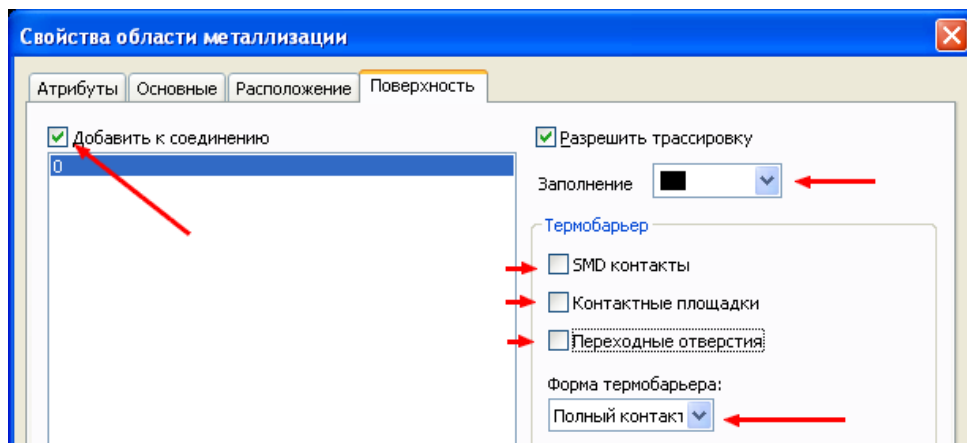 Свойства области металлизации
Атрибуты Основные Расположение Поверхность
Добавить к соединению
0
Разрешить трассировку
Заполнение
Термобарьер
SMD контакты
Контактные площадки
Переходные отверстия
Форма термобарьера:
Полный контакт